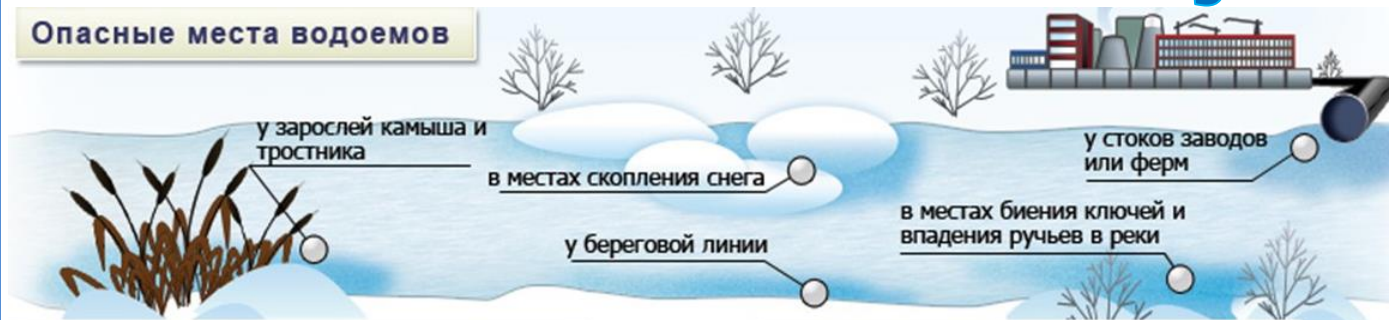 Опасные места водоемов
у зарослей камыша и
тростника
в местах скопления снега
у береговой линии
у стоков заводов
или ферм
в местах биения ключей и
впадения ручьев в реки